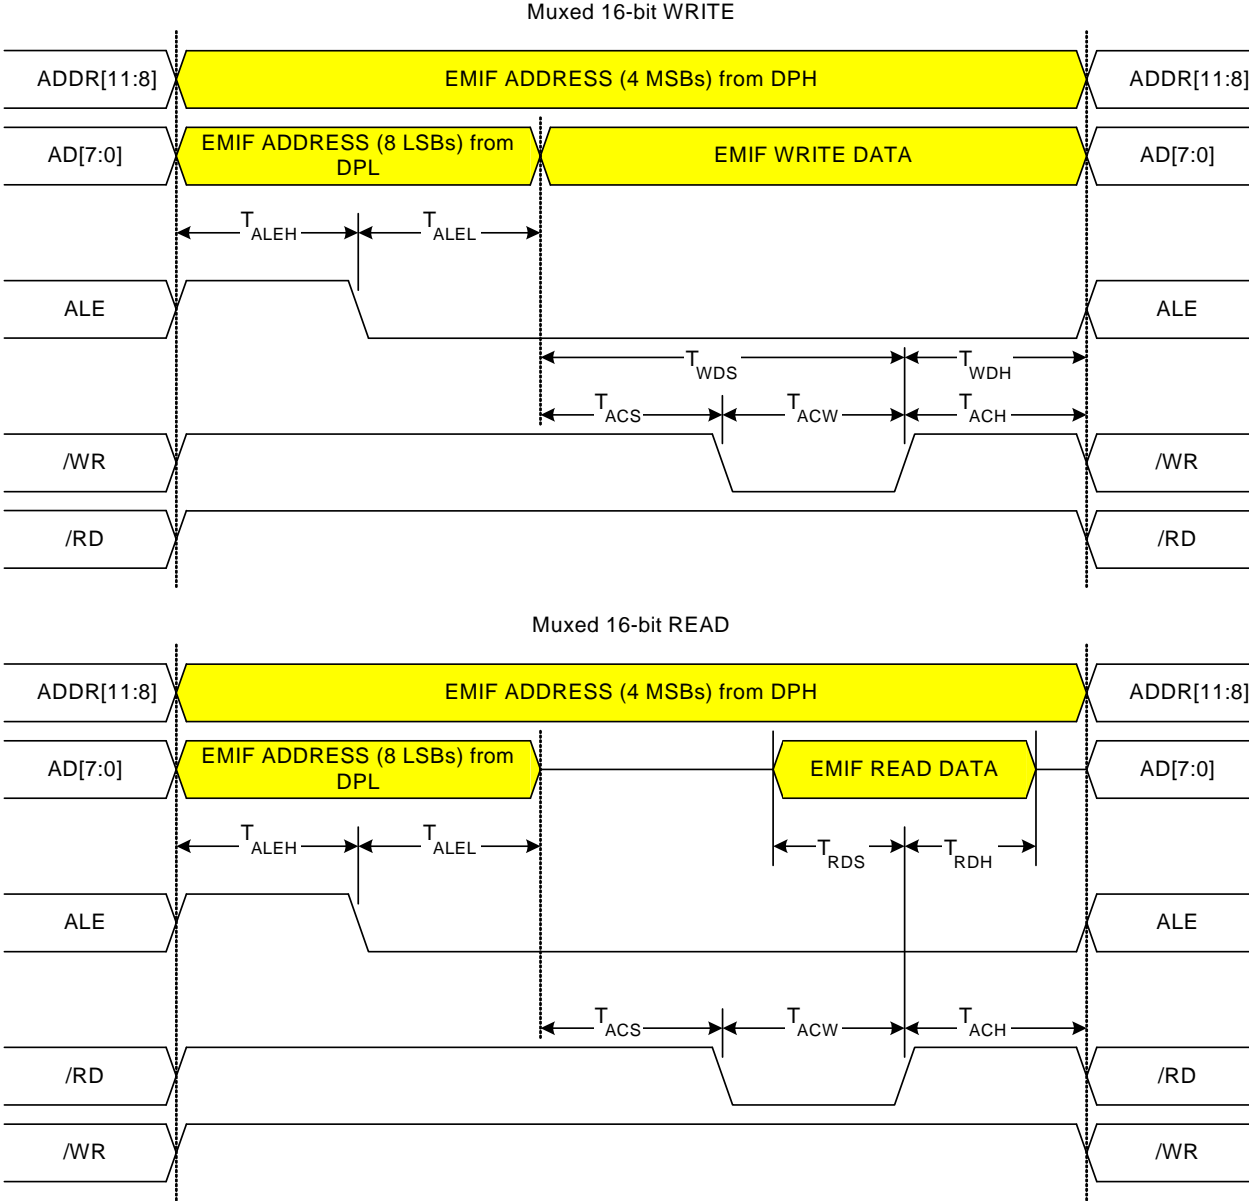 Muxed 16-bit WRITE
ADDR[11:8] EMIF ADDRESS (4 MSBs) from DPH ADDR[11:8]
AD[7:0] EMIF ADDRESS (8 LSBs) from DPL EMIF WRITE DATA AD[7:0]
TALEH TALEL
ALE ALE
TWDS TWDH
TACS TACW TACH
/WR /WR
/RD /RD
Muxed 16-bit READ
ADDR[11:8] EMIF ADDRESS (4 MSBs) from DPH ADDR[11:8]
AD[7:0] EMIF ADDRESS (8 LSBs) from DPL EMIF READ DATA AD[7:0]
TALEH TALEL TRDS TRDH
ALE ALE
TACS TACW TACH
/RD /RD
/WR /WR